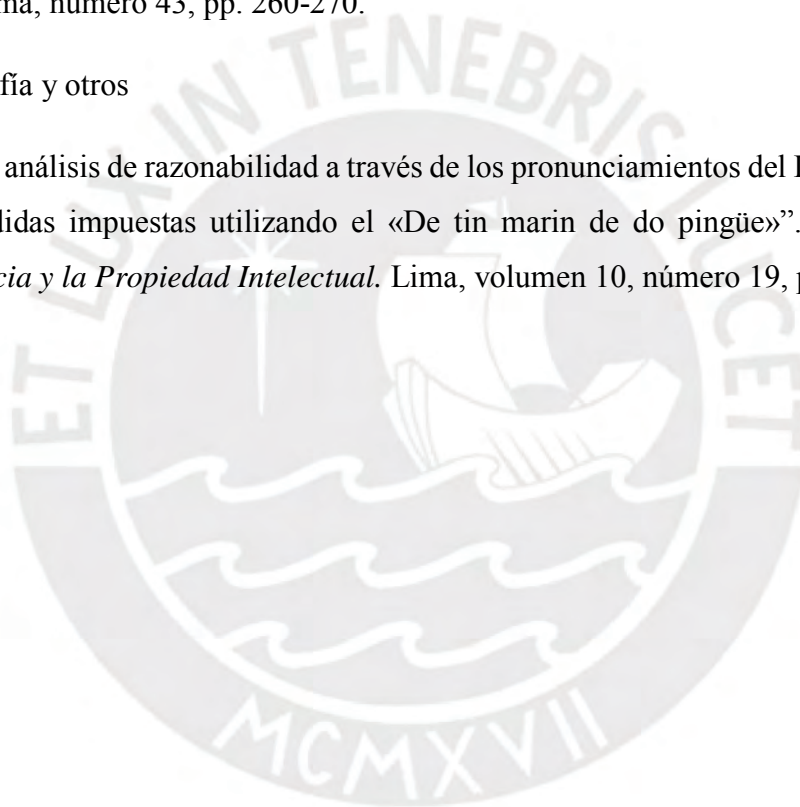 ma, número 43, pp. 260-270.
fía y otros
análisis de razonabilidad a través de los pronunciamientos del
didas impuestas utilizando el «De tin marin de do pingüe»”.
cia y la Propiedad Intelectual. Lima, volumen 10, número 19, p
ET LUX IN TENEBRIS LUCET
MCMXVII